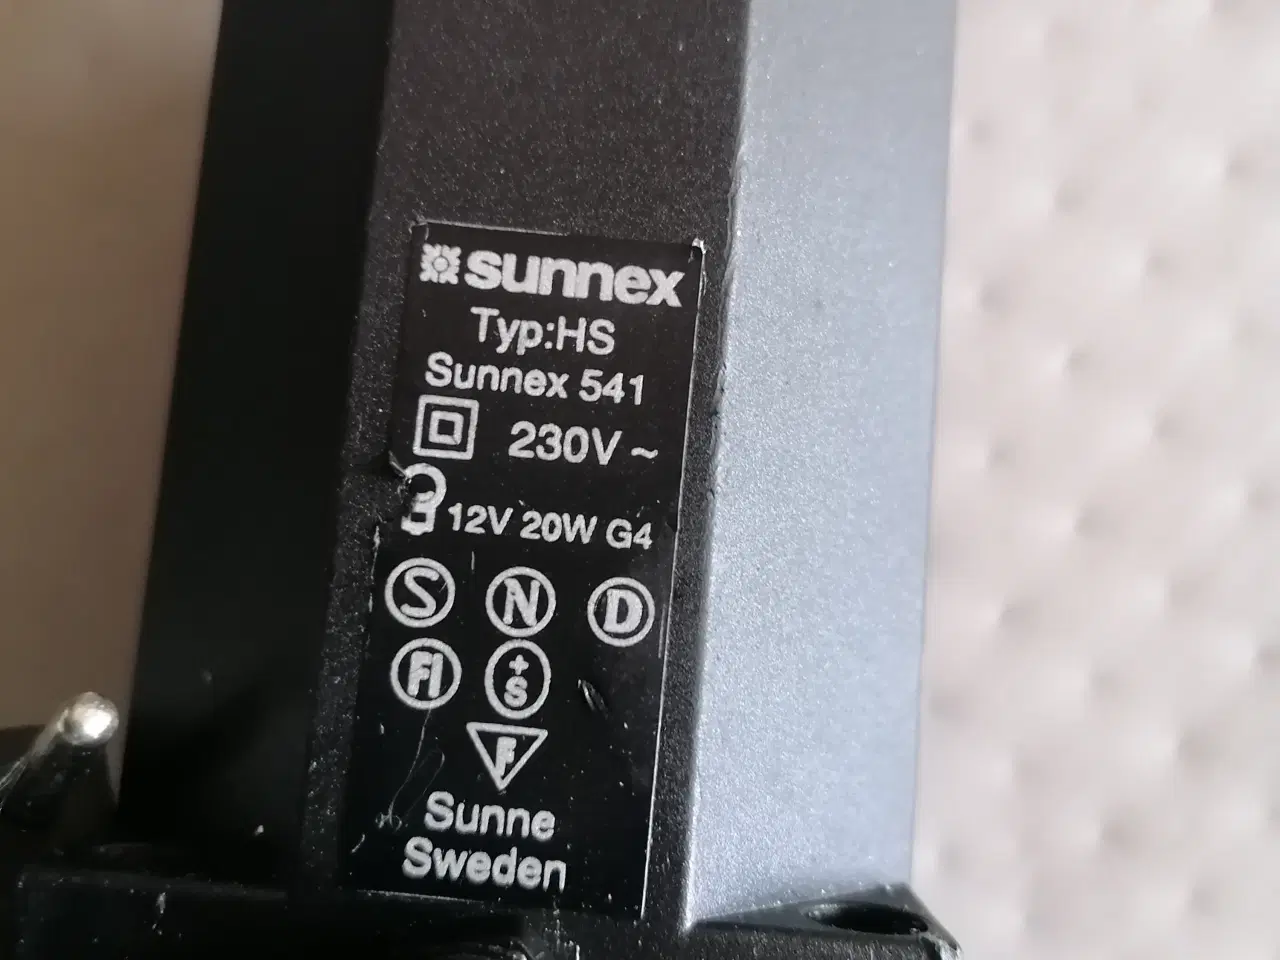 sunnex
Typ:HS
Sunnex 541
230V ~
12V 20W G4
S N D
FI +S
F
Sunne
Sweden